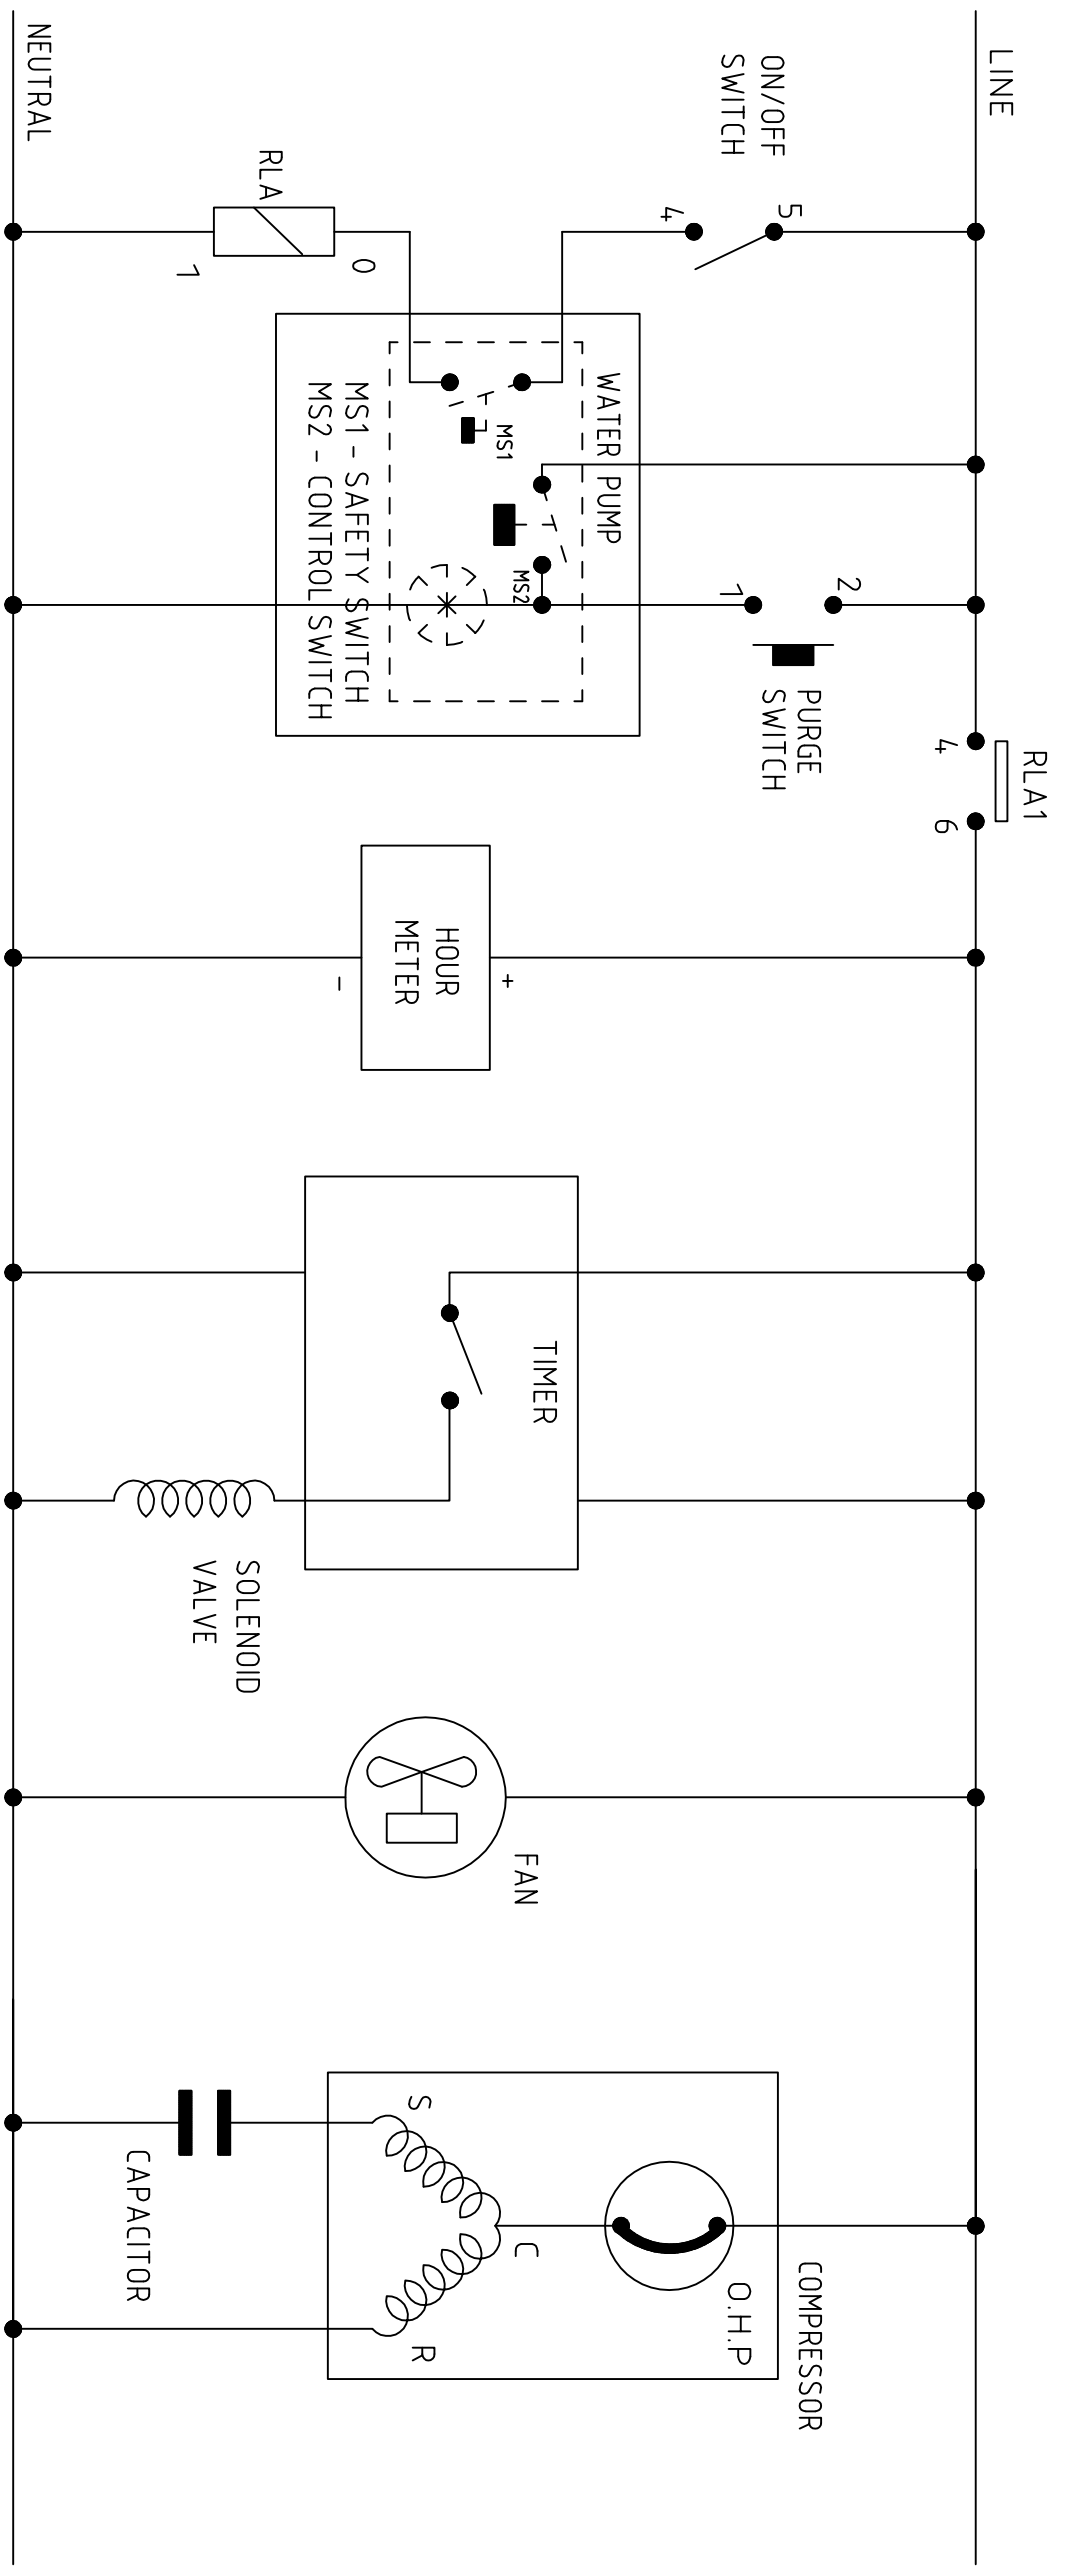 LINE
ON/OFF
SWITCH
5
4
NEUTRAL
RLA
0
1
WATER PUMP
MS1
MS2
MS1 - SAFETY SWITCH
MS2 - CONTROL SWITCH
2
1
PURGE
SWITCH
RLA1
4
6
HOUR
METER
+
-
TIMER
SOLENOID
VALVE
FAN
COMPRESSOR
O.H.P
C
S
R
CAPACITOR